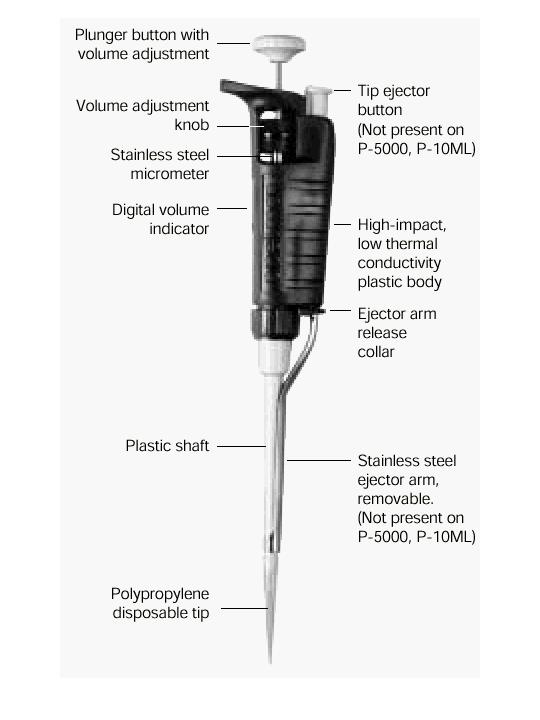 Plunger button with
volume adjustment
Tip ejector
button
(Not present on
P-5000, P-10ML)
Volume adjustment
knob
Stainless steel
micrometer
Digital volume
indicator
High-impact,
low thermal
conductivity
plastic body
Ejector arm
release
collar
Plastic shaft
Stainless steel
ejector arm,
removable.
(Not present on
P-5000, P-10ML)
Polypropylene
disposable tip